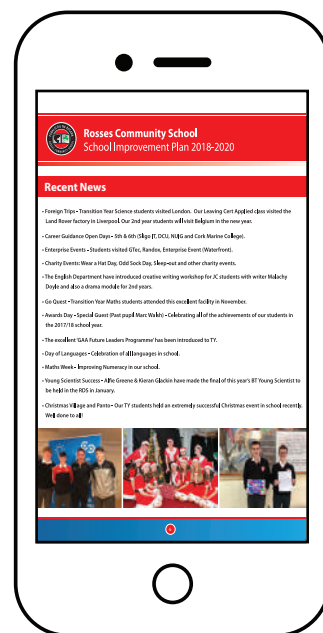 Rosses Community School
School Improvement Plan 2018-2020
Recent News
• Foreign Trips - Transition Year Science students visited London. Our Leaving Cert Applied class visited the
Land Rover factory in Liverpool. Our 2nd year students will visit Belgium in the new year.
• Career Guidance Open Days - 5th & 6th (Sligo IT, DCU, NUIG and Cork Marine College).
• Enterprise Events - Students visited GTec, Randox, Enterprise Event (Waterfront).
• Charity Events: Wear a Hat Day, Odd Sock Day, Sleep-out and other charity events.
• The English Department have introduced creative writing workshop for JC students with writer Malachy
Doyle and also a drama module for 2nd years.
• Go Quest - Transition Year Maths students attended this excellent facility in November.
• Awards Day - Special Guest (Past pupil Marc Walsh) - Celebrating all of the achievements of our students in
the 2017/18 school year.
• The excellent 'GAA Future Leaders Programme' has been introduced to TY.
• Day of Languages - Celebration of all languages in school.
• Maths Week - Improving Numeracy in our school.
• Young Scientist Success - Alfie Greene & Kieran Glackin have made the final of this year's BT Young Scientist to
be held in the RDS in January.
• Christmas Village and Panto - Our TY students held an extremely successful Christmas event in school recently.
Well done to all!